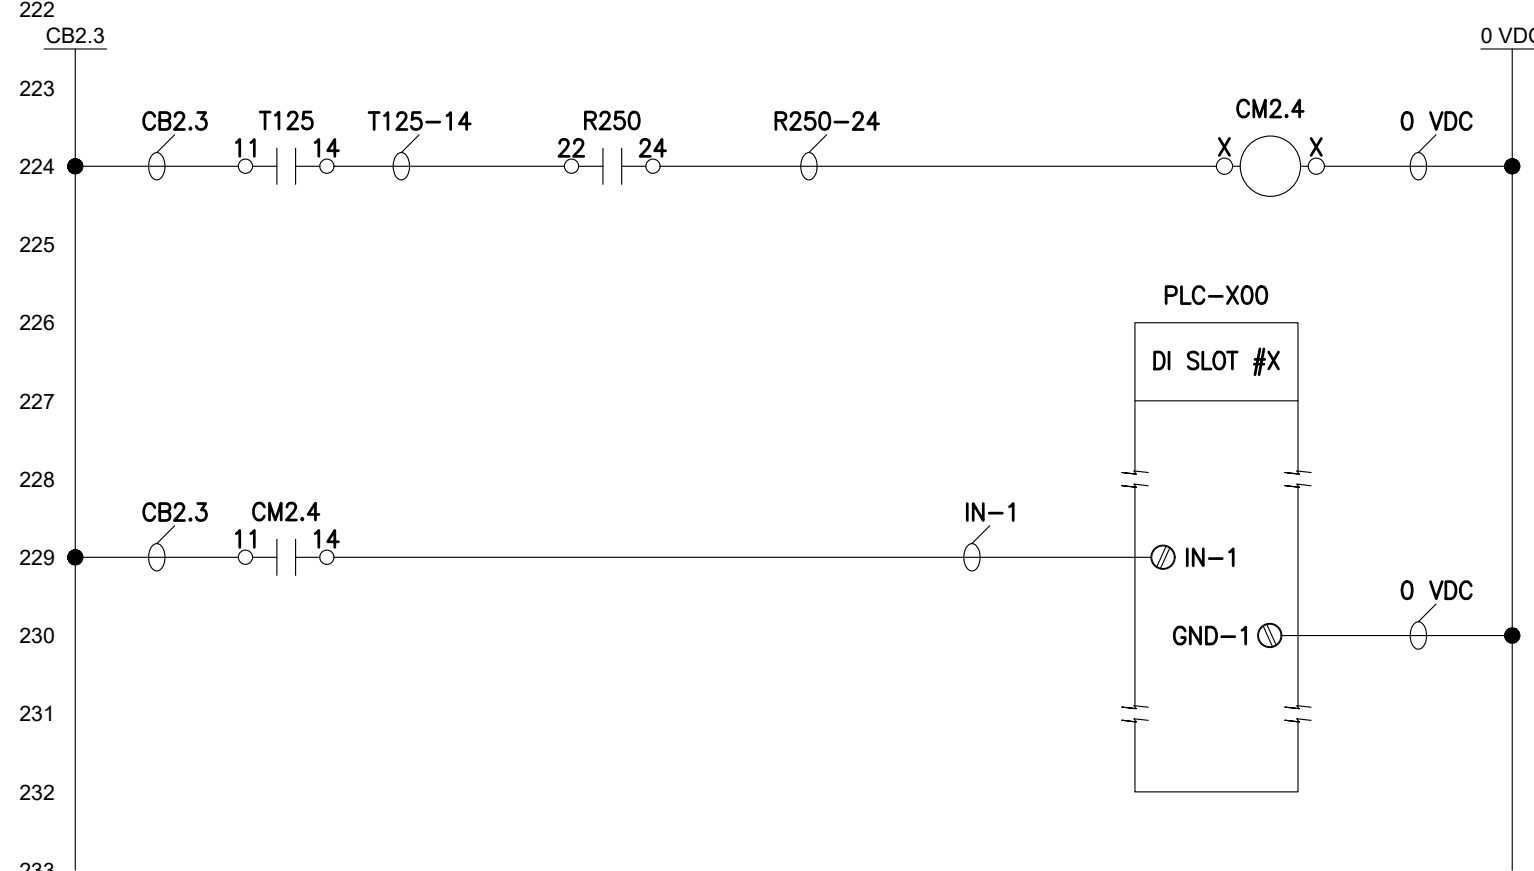 222
CB2.3 0 VDC
223
CB2.3 T125 T125-14 R250 R250-24 CM2.4 0 VDC
11 14 22 24 X X
224
225
PLC-X00
226
DI SLOT #X
227
228
CB2.3 CM2.4 IN-1
11 14
229 IN-1
0 VDC
230 GND-1
231
232
233